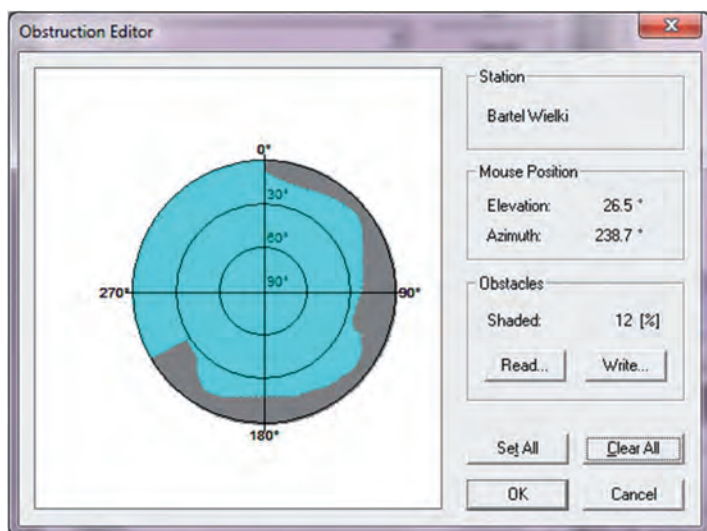 Obstruction Editor
Station
Bartel Wielki
Mouse Position
Elevation: 26.5 °
Azimuth: 238.7 °
Obstacles
Shaded: 12 [%]
Read... Write...
Set All Clear All
OK Cancel
0°
30°
60°
90°
270° 90°
180°